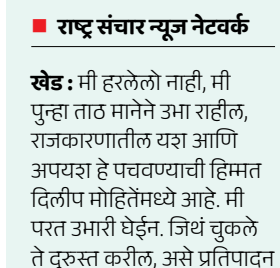 राष्ट्र संचार न्यूज नेटवर्क
खेड : मी हरलेलो नाही, मी
पुन्हा ताठ मानेने उभा राहील,
राजकारणातील यश आणि
अपयश हे पचवण्याची हिम्मत
दिलीप मोहितेंमध्ये आहे. मी
परत उभारी घेईन. जिथं चुकले
ते दुरुस्त करील, असे प्रतिपादन